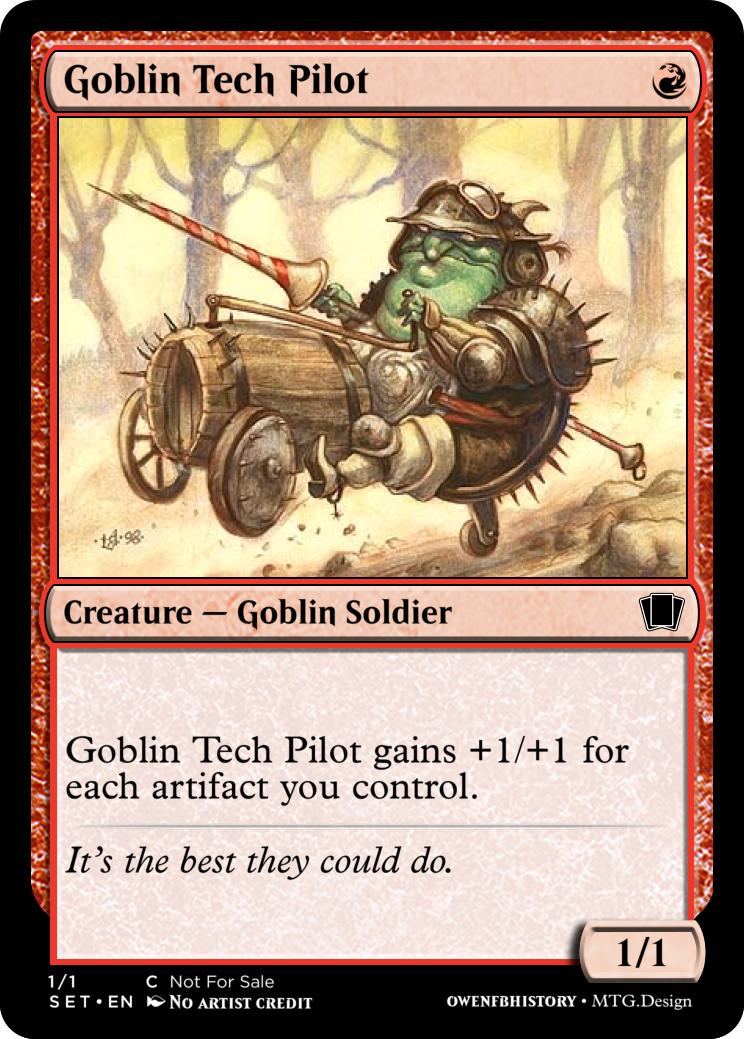 Goblin Tech Pilot
Creature — Goblin Soldier
Goblin Tech Pilot gains +1/+1 for
each artifact you control.
It's the best they could do.
1/1
1/1 C Not For Sale
SET • EN No ARTIST CREDIT
OWENFBHISTORY • MTG.Design